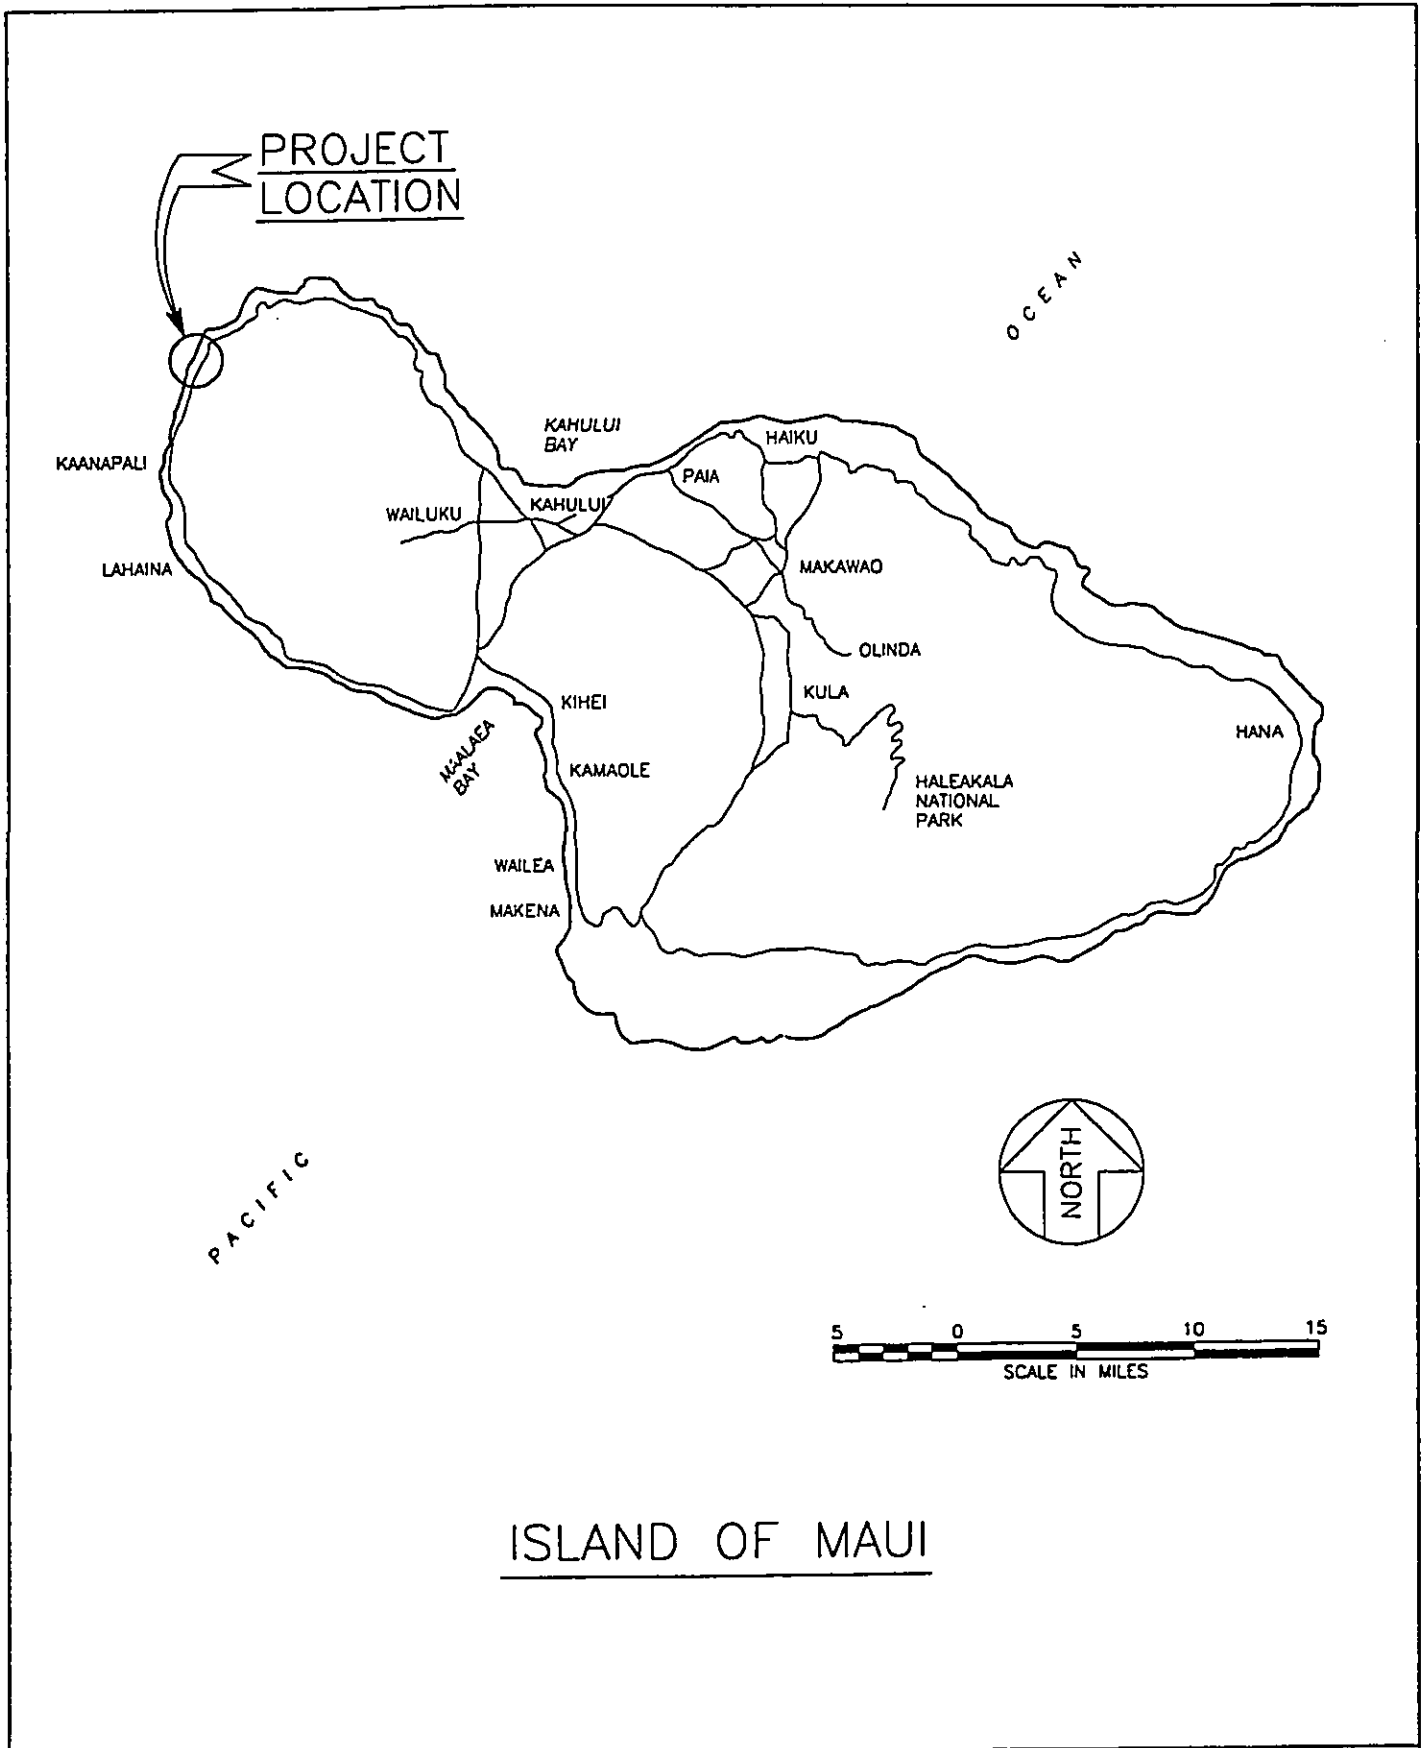 PROJECT
LOCATION
OCEAN
KAHULUI
BAY
HAIKU
KAANAPALI
PAIA
WAILUKU
KAHULUI
LAHAINA
MAKAWAO
OLINDA
KULA
KIHEI
HANA
MAALAEA
BAY
KAMAOLE
HALEAKALA
NATIONAL
PARK
WAILEA
MAKENA
NORTH
PACIFIC
5 0 5 10 15
SCALE IN MILES
ISLAND OF MAUI